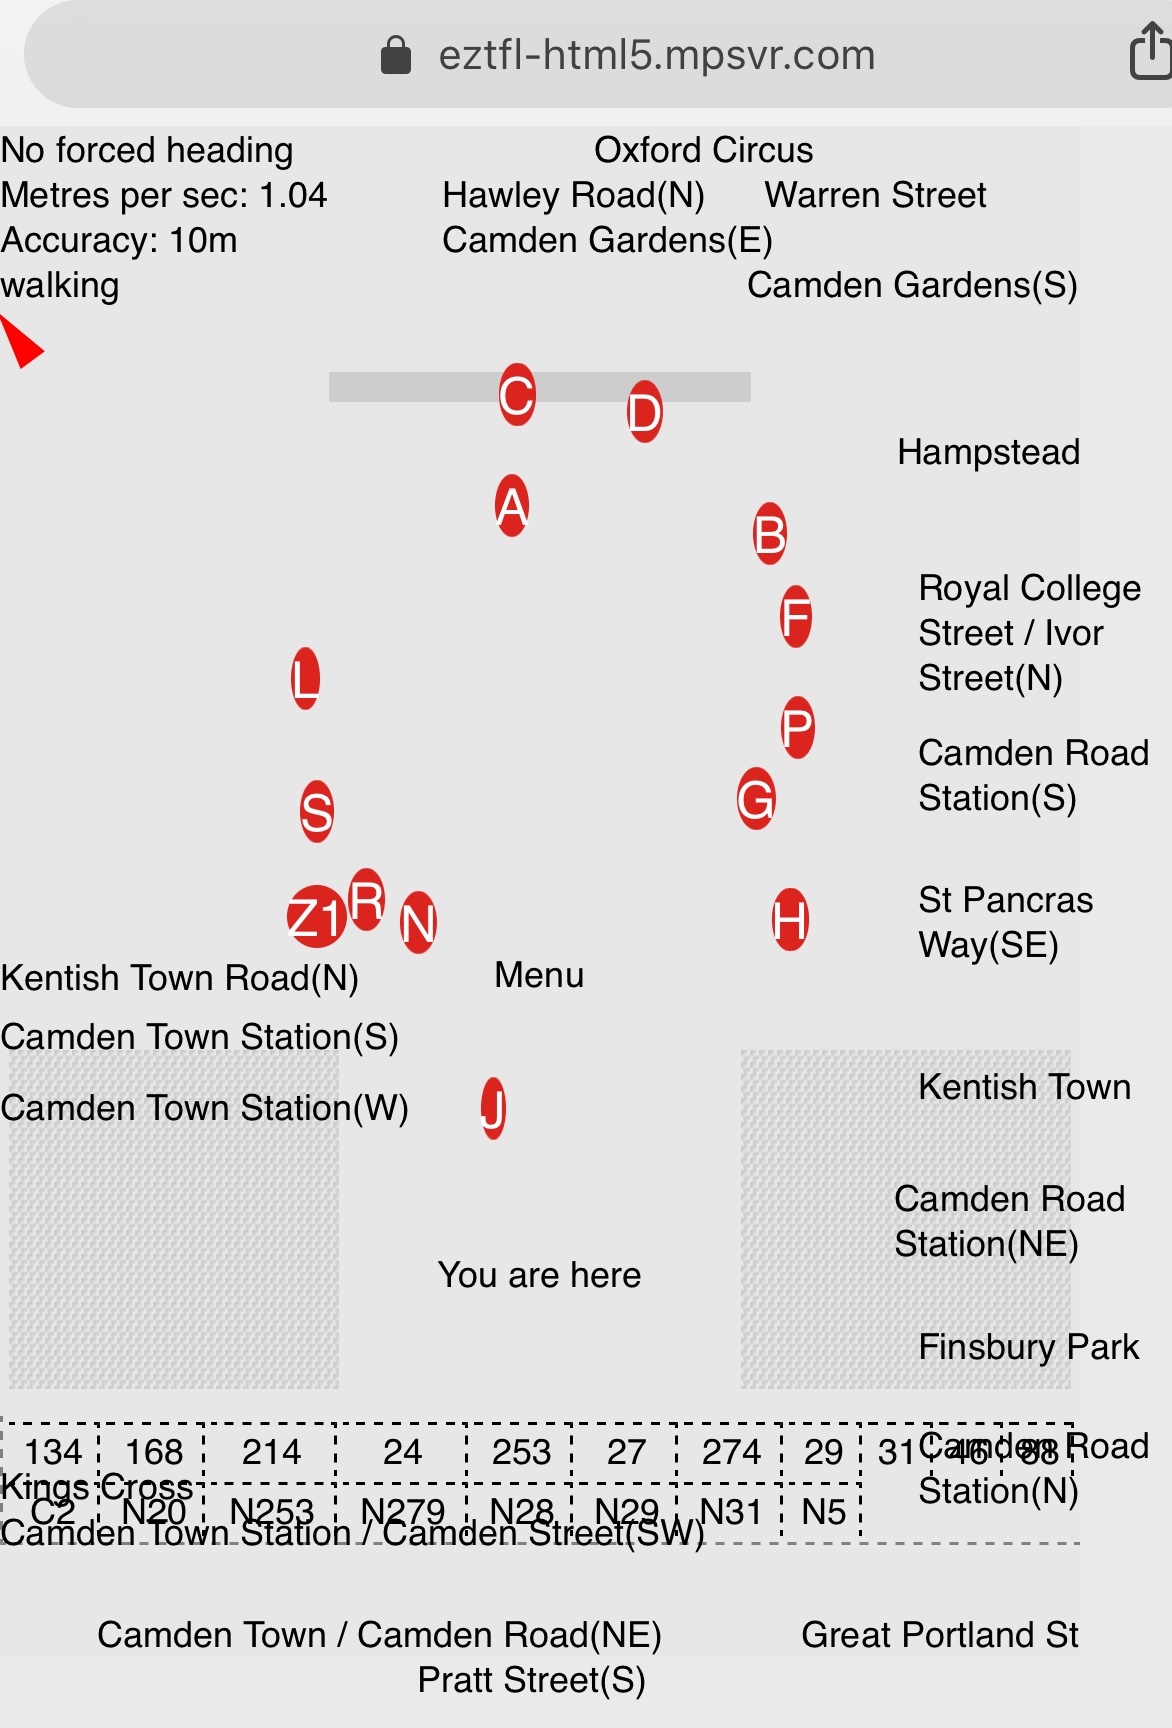 eztfl-html5.mpsvr.com
No forced heading
Oxford Circus
Metres per sec: 1.04
Hawley Road(N)
Warren Street
Accuracy: 10m
Camden Gardens(E)
walking
Camden Gardens(S)
C
D
Hampstead
A
B
Royal College
Street / Ivor
Street(N)
F
L
P
Camden Road
Station(S)
G
S
Z1
R
N
H
St Pancras
Way(SE)
Kentish Town Road(N)
Menu
Camden Town Station(S)
Camden Town Station(W)
J
Kentish Town
Camden Road
Station(NE)
You are here
Finsbury Park
134 168 214 24 253 27 274 29 31 46 88
Camden Road
Station(N)
Kings Cross
C2 N20 N253 N279 N28 N29 N31 N5
Camden Town Station / Camden Street(SW)
Camden Town / Camden Road(NE)
Great Portland St
Pratt Street(S)